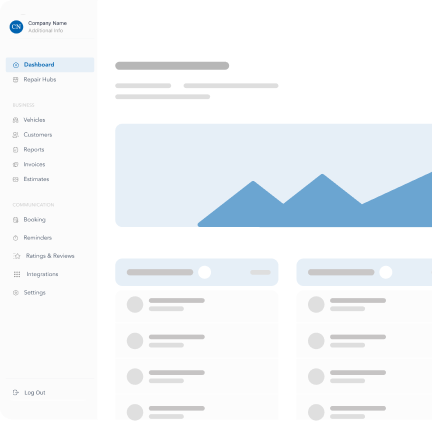 CN
Company Name
Additional Info
Dashboard
Repair Hubs
BUSINESS
Vehicles
Customers
Reports
Invoices
Estimates
COMMUNICATION
Booking
Reminders
Ratings & Reviews
Integrations
Settings
Log Out